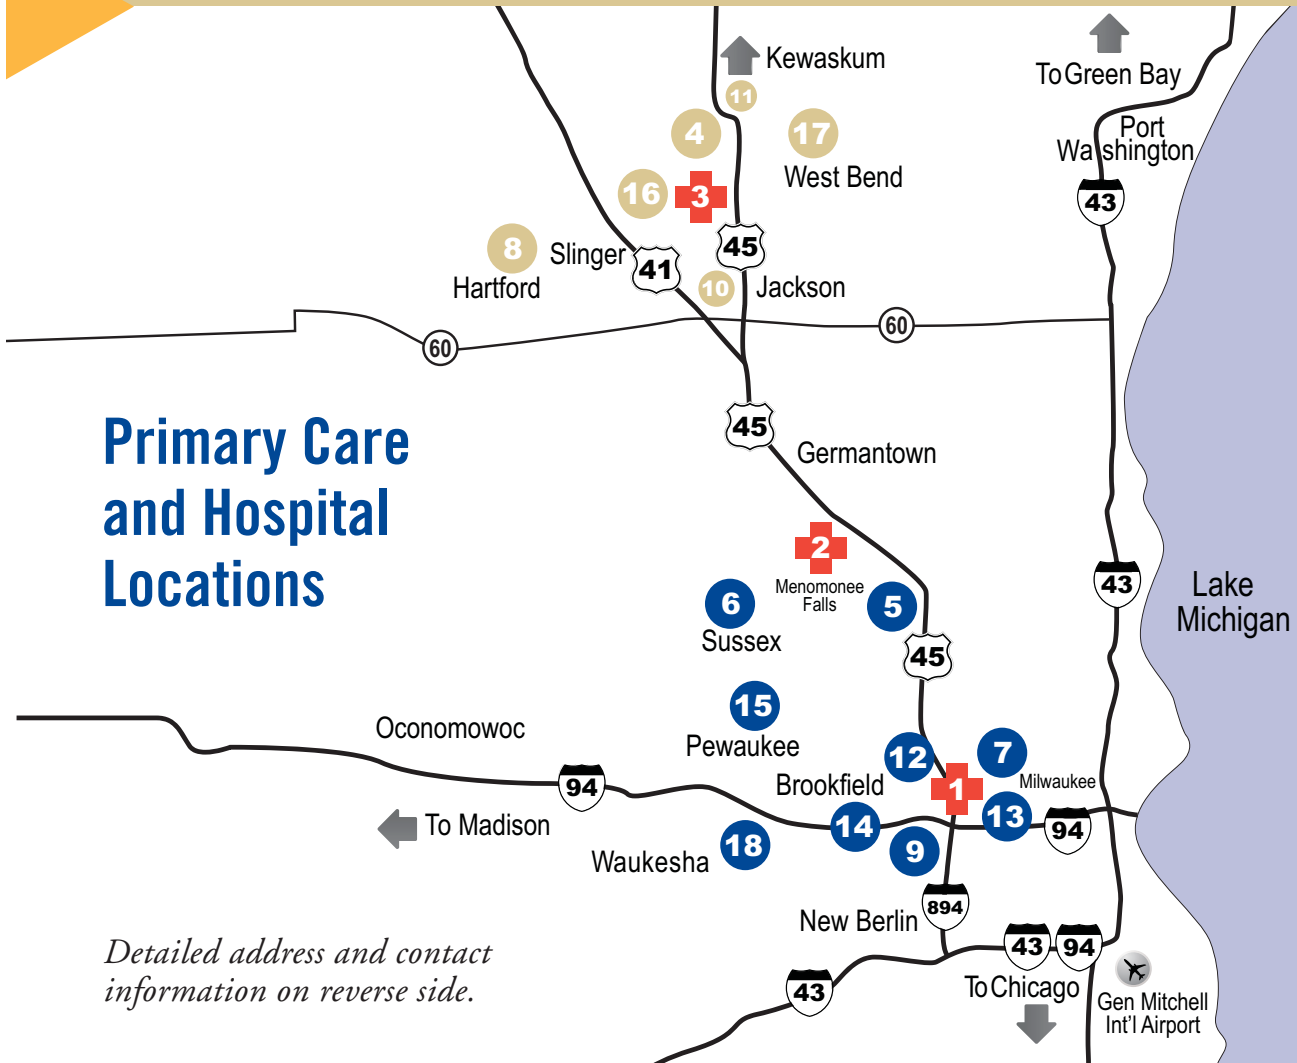 Kewaskum
To Green Bay
11
4
17
Port
Washington
West Bend
16
3
43
8
Slinger
45
41
Hartford
10
Jackson
60
60
Primary Care
and Hospital
Locations
45
Germantown
2
Menomonee
Falls
43
Lake
Michigan
6
5
Sussex
45
15
Pewaukee
Oconomowoc
12
7
Brookfield
1
Milwaukee
94
To Madison
14
13
94
Waukesha
18
9
894
New Berlin
43
94
Detailed address and contact
information on reverse side.
43
To Chicago
Gen Mitchell
Int'l Airport